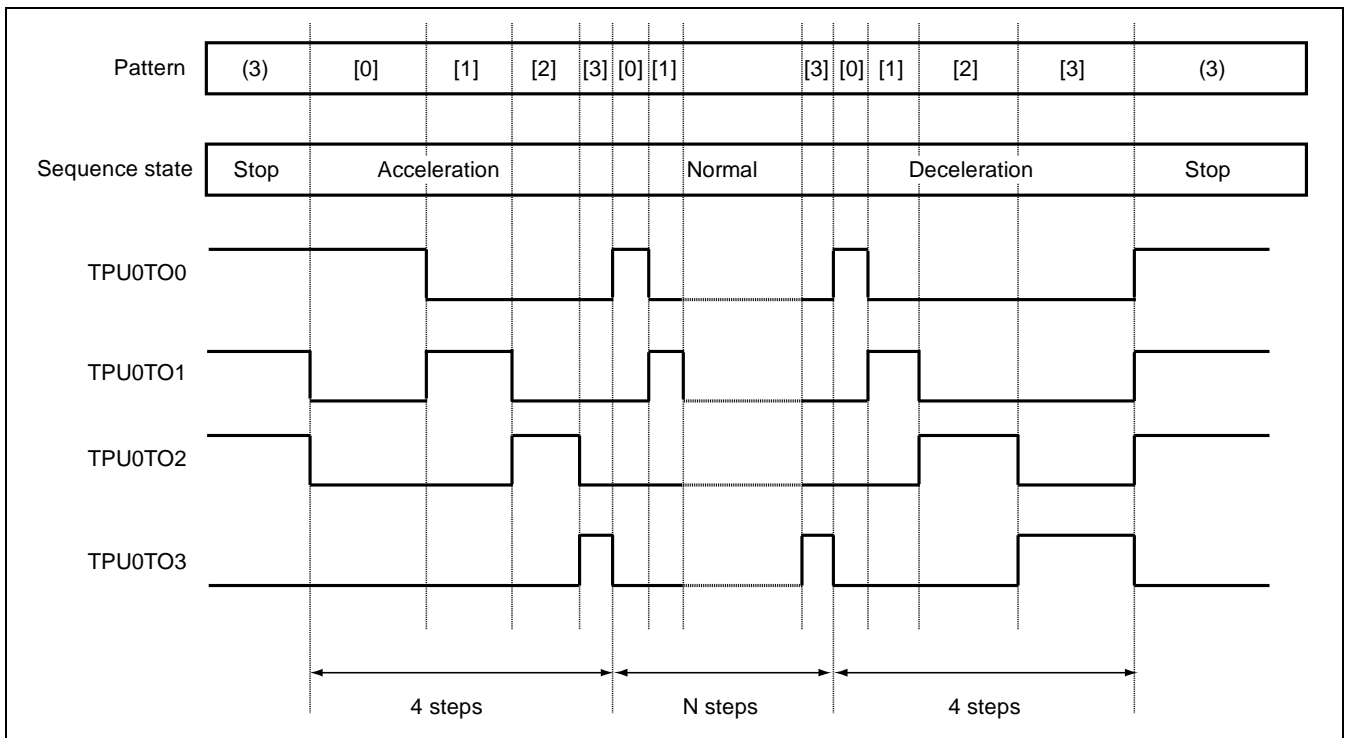 Pattern (3) [0] [1] [2] [3] [0] [1] [3] [0] [1] [2] [3] (3)
Sequence state Stop Acceleration Normal Deceleration Stop
TPU0TO0
TPU0TO1
TPU0TO2
TPU0TO3
4 steps N steps 4 steps